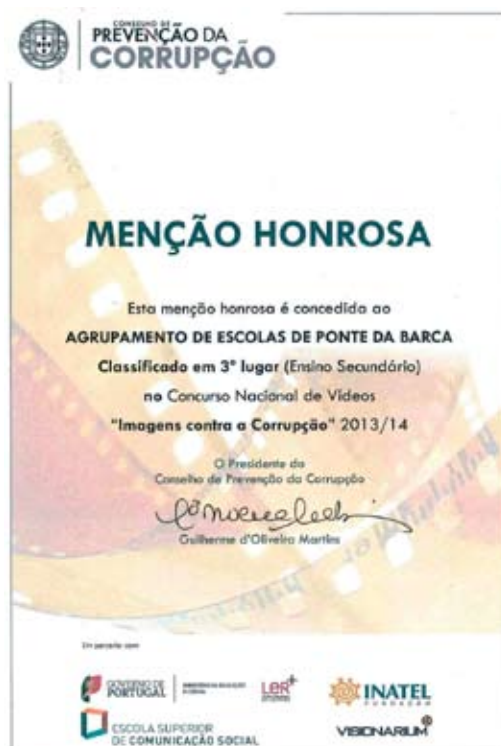 CONSELHO DE
PREVENÇÃO DA
CORRUPÇÃO
MENÇÃO HONROSA
Esta menção honrosa é concedida ao
AGRUPAMENTO DE ESCOLAS DE PONTE DA BARCA
Classificado em 3º lugar (Ensino Secundário)
no Concurso Nacional de Vídeos
"Imagens contra a Corrupção" 2013/14
O Presidente do
Conselho de Prevenção da Corrupção
Guilherme d'Oliveira Martins
Em parceria com
GOVERNO DE
PORTUGAL
LER+
INATEL
FUNDAÇÃO
ESCOLA SUPERIOR
DE COMUNICAÇÃO SOCIAL
VISIONARIUM